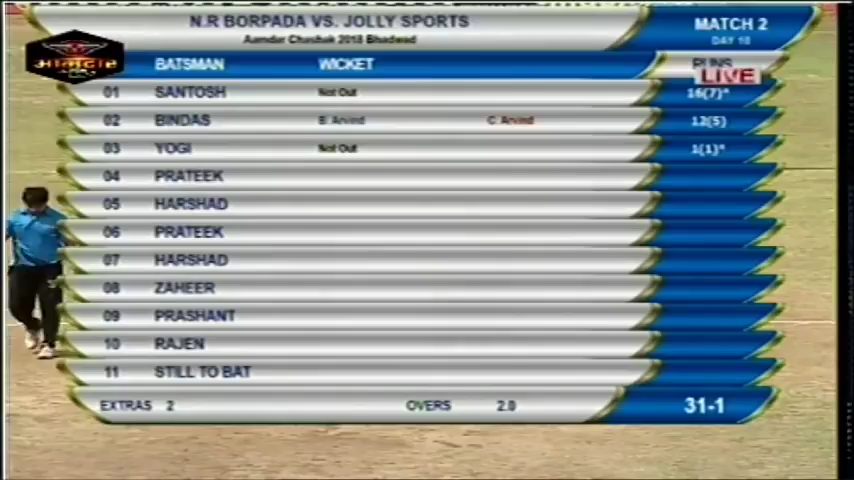 N.R BORPADA VS. JOLLY SPORTS
MATCH 2
Aamdar Chashak 2018 Bhadwad
DAY 10
आमदार
BATSMAN WICKET RUNS
LIVE
01 SANTOSH Not Out 16(7)*
02 BINDAS B. Arvind C. Arvind 12(5)
03 YOGI Not Out 1(1)*
04 PRATEEK
05 HARSHAD
06 PRATEEK
07 HARSHAD
08 ZAHEER
09 PRASHANT
10 RAJEN
11 STILL TO BAT
EXTRAS 2 OVERS 2.0 31-1